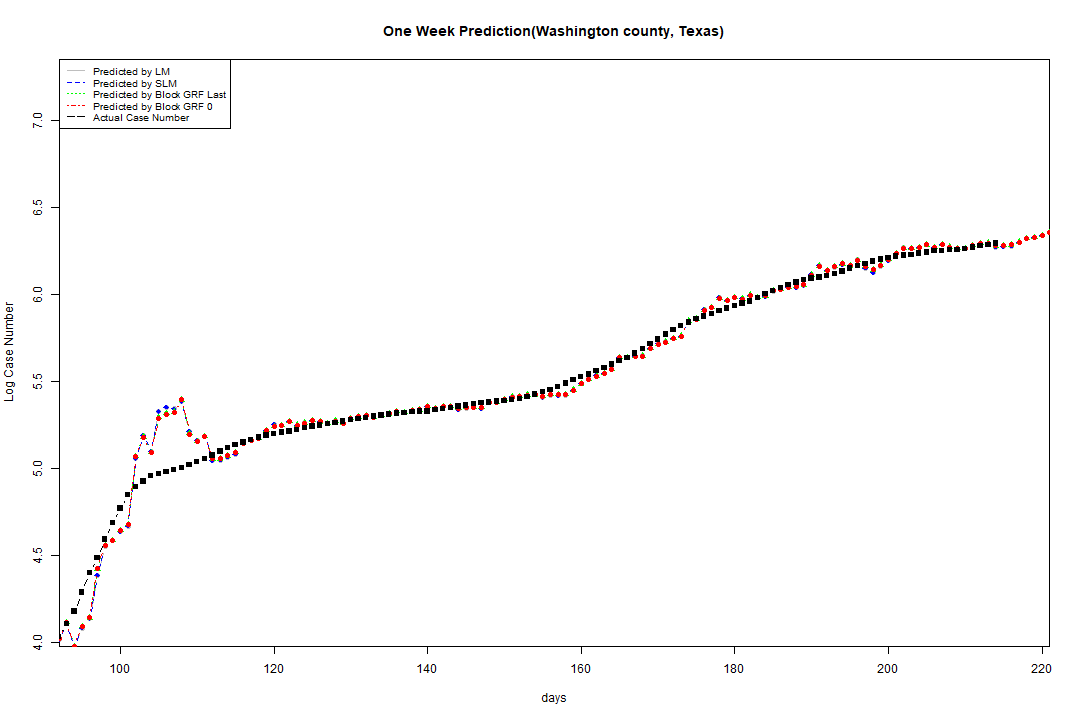 One Week Prediction(Washington county, Texas)
Predicted by LM
Predicted by SLM
Predicted by Block GRF Last
Predicted by Block GRF 0
Actual Case Number
7.0
6.5
6.0
5.5
5.0
4.5
4.0
Log Case Number
100 120 140 160 180 200 220
days